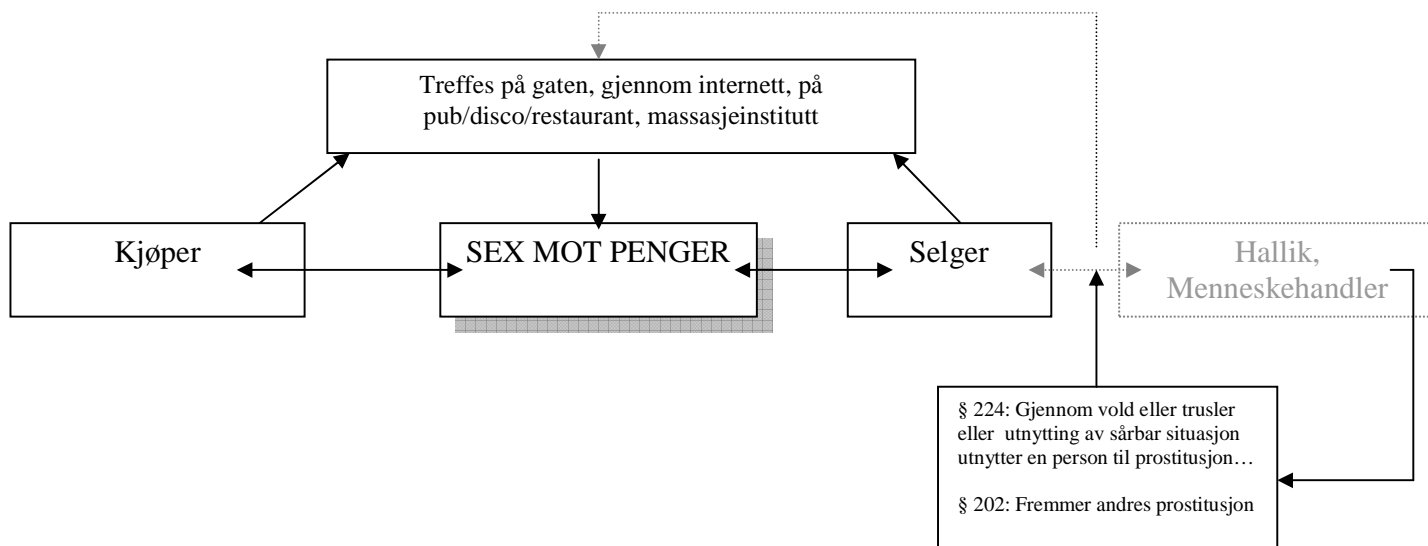 Treffes på gaten, gjennom internett, på
pub/disco/restaurant, massasjeinstitutt
Kjøper
SEX MOT PENGER
Selger
Hallik,
Menneskehandler
§ 224: Gjennom vold eller trusler
eller utnytting av sårbar situasjon
utnytter en person til prostitusjon…
§ 202: Fremmer andres prostitusjon